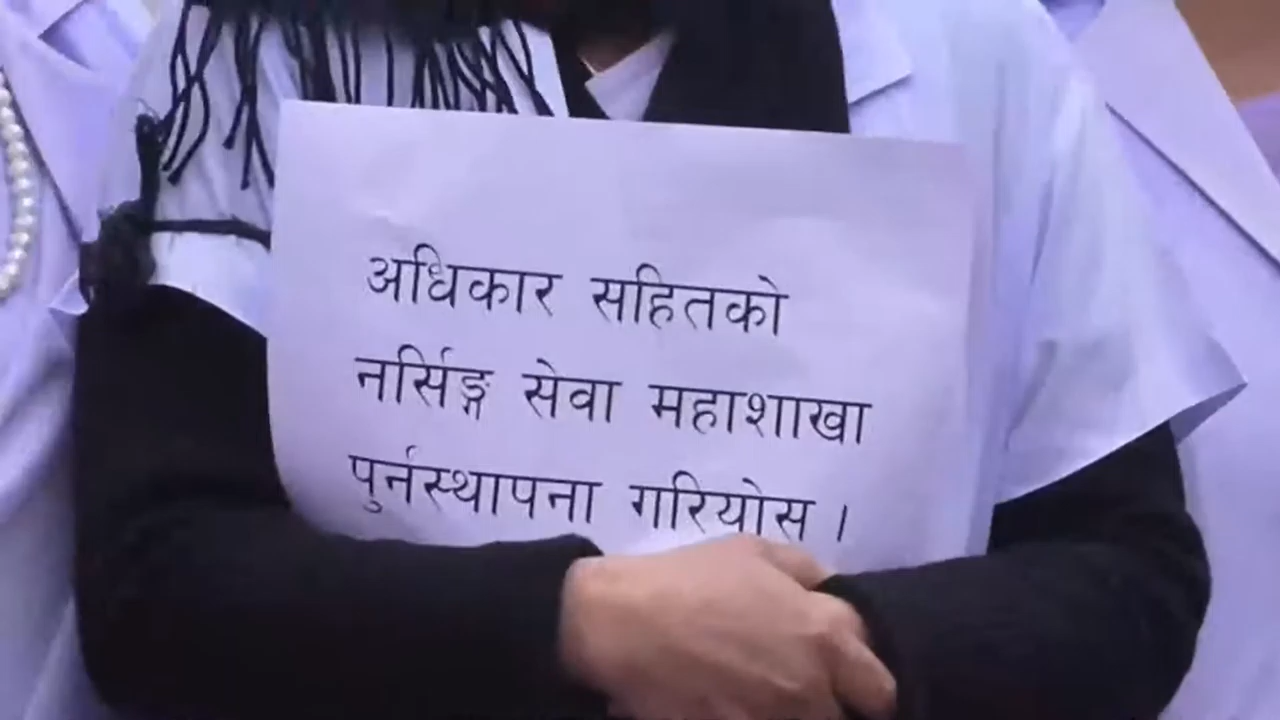 अधिकार सहितको
नर्सिङ्ग सेवा महाशाखा
पुर्नस्थापना गरियोस ।